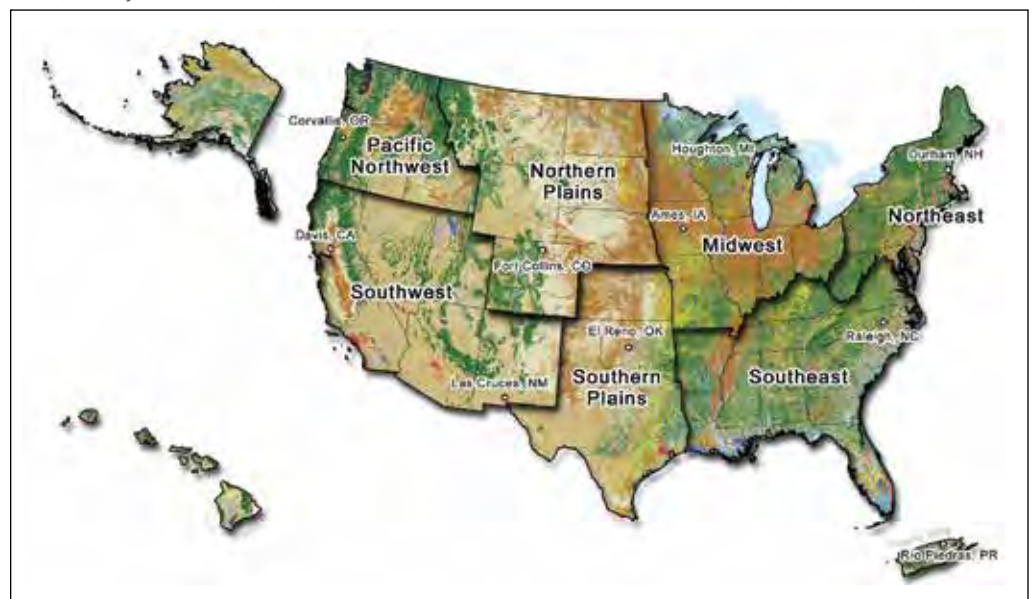 Corvallis, OR
Pacific
Northwest
Northern
Plains
Houghton, MI
Durham, NH
Northeast
Ames, IA
Midwest
Davis, CA
Fort Collins, CO
Southwest
El Reno, OK
Raleigh, NC
Las Cruces, NM
Southern
Plains
Southeast
Rio Piedras, PR